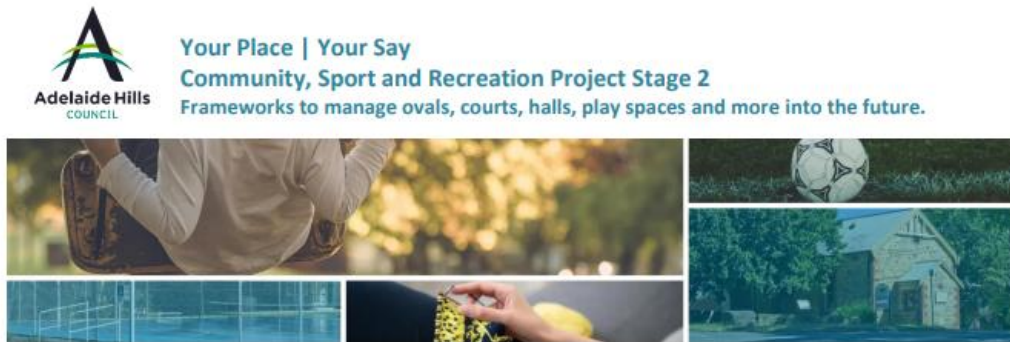 Adelaide Hills
COUNCIL
Your Place | Your Say
Community, Sport and Recreation Project Stage 2
Frameworks to manage ovals, courts, halls, play spaces and more into the future.